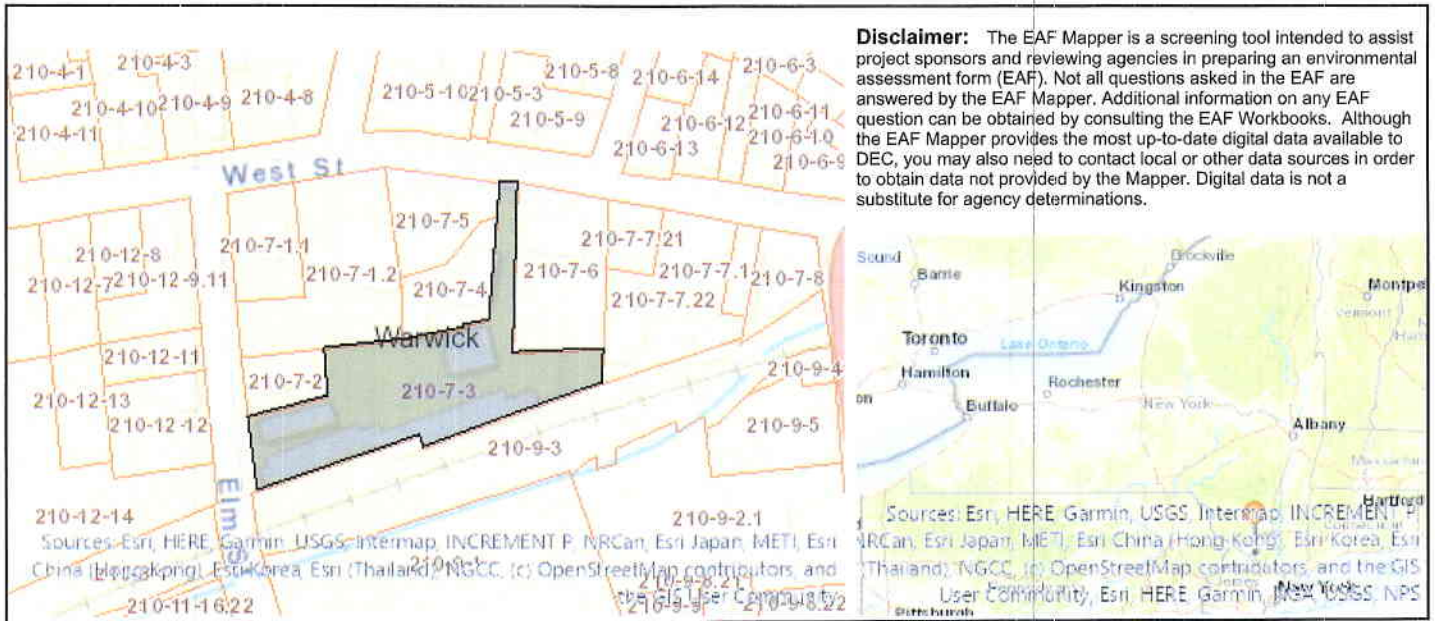 Disclaimer: The EAF Mapper is a screening tool intended to assist
project sponsors and reviewing agencies in preparing an environmental
assessment form (EAF). Not all questions asked in the EAF are
answered by the EAF Mapper. Additional information on any EAF
question can be obtained by consulting the EAF Workbooks. Although
the EAF Mapper provides the most up-to-date digital data available to
DEC, you may also need to contact local or other data sources in order
to obtain data not provided by the Mapper. Digital data is not a
substitute for agency determinations.
210-4-1
210-4-3
210-4-10
210-4-9
210-4-8
210-4-11
210-5-8
210-5-10
210-5-3
210-5-9
210-6-14
210-6-3
210-6-11
210-6-12
210-6-10
210-6-13
210-6-9
West St
210-7-5
210-7-1.1
210-7-1.2
210-7-4
210-7-7.21
210-7-6
210-7-7.1
210-7-8
210-7-7.22
210-12-8
210-12-7
210-12-9.11
Warwick
210-12-11
210-7-2
210-7-3
210-9-4
210-12-13
210-12-12
210-9-3
210-9-5
Elm St
210-12-14
210-9-2.1
Sources: Esri, HERE, Garmin, USGS, Intermap, INCREMENT P, NRCan, Esri Japan, METI, Esri
China (Hong Kong), Esri Korea, Esri (Thailand), NGCC, (c) OpenStreetMap contributors, and
the GIS User Community
210-11-16.22
210-9-8.21
210-9-9
210-9-8.22
Sound
Barrie
Brockville
Kingston
Montpe
Vermont
Toronto
Lake Ontario
Hamilton
Rochester
on
Buffalo
New York
Albany
Hartford
Sources: Esri, HERE, Garmin, USGS, Intermap, INCREMENT P,
NRCan, Esri Japan, METI, Esri China (Hong Kong), Esri Korea, Esri
(Thailand), NGCC, (c) OpenStreetMap contributors, and the GIS
User Community, Esri, HERE, Garmin, NGA, USGS, NPS
New York
Pittsburgh